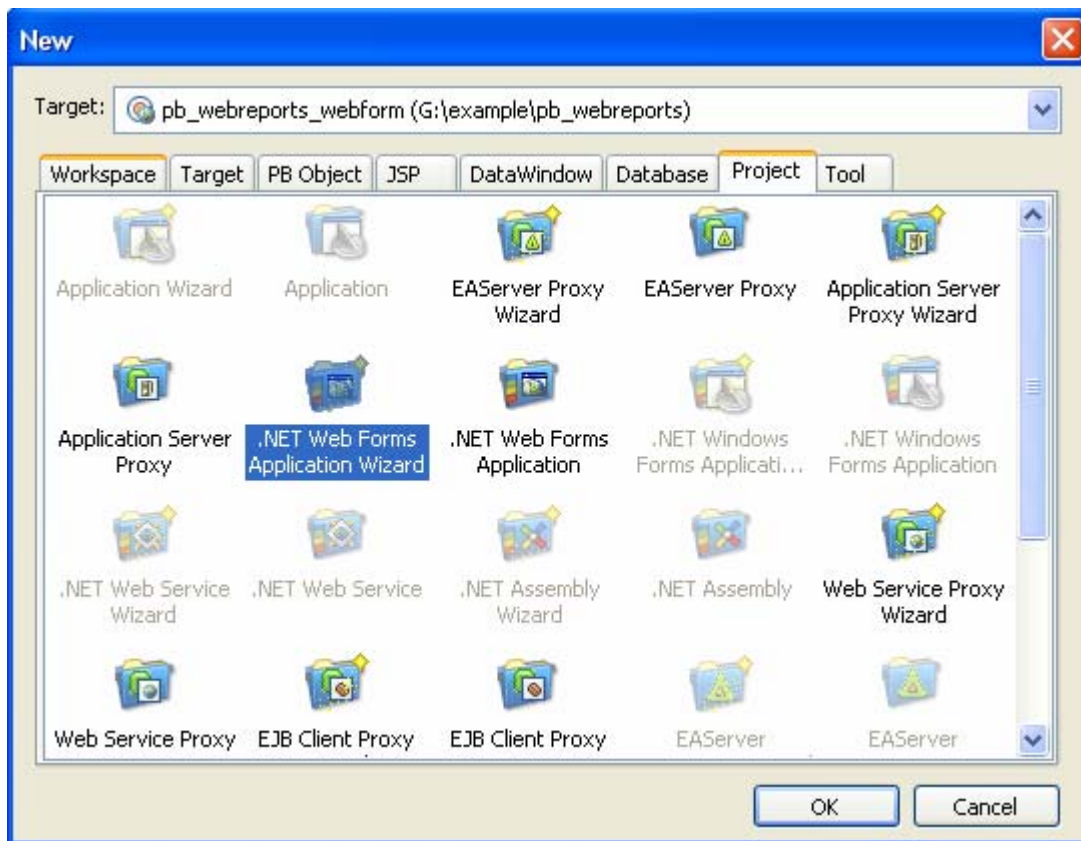 New
Target: pb_webreports_webform (G:\example\pb_webreports)
Workspace Target PB Object JSP DataWindow Database Project Tool
Application Wizard Application EAServer Proxy Wizard EAServer Proxy Application Server Proxy Wizard
Application Server Proxy .NET Web Forms Application Wizard .NET Web Forms Application .NET Windows Forms Applicati... .NET Windows Forms Application
.NET Web Service Wizard .NET Web Service .NET Assembly Wizard .NET Assembly Web Service Proxy Wizard
Web Service Proxy EJB Client Proxy EJB Client Proxy EAServer EAServer
OK Cancel